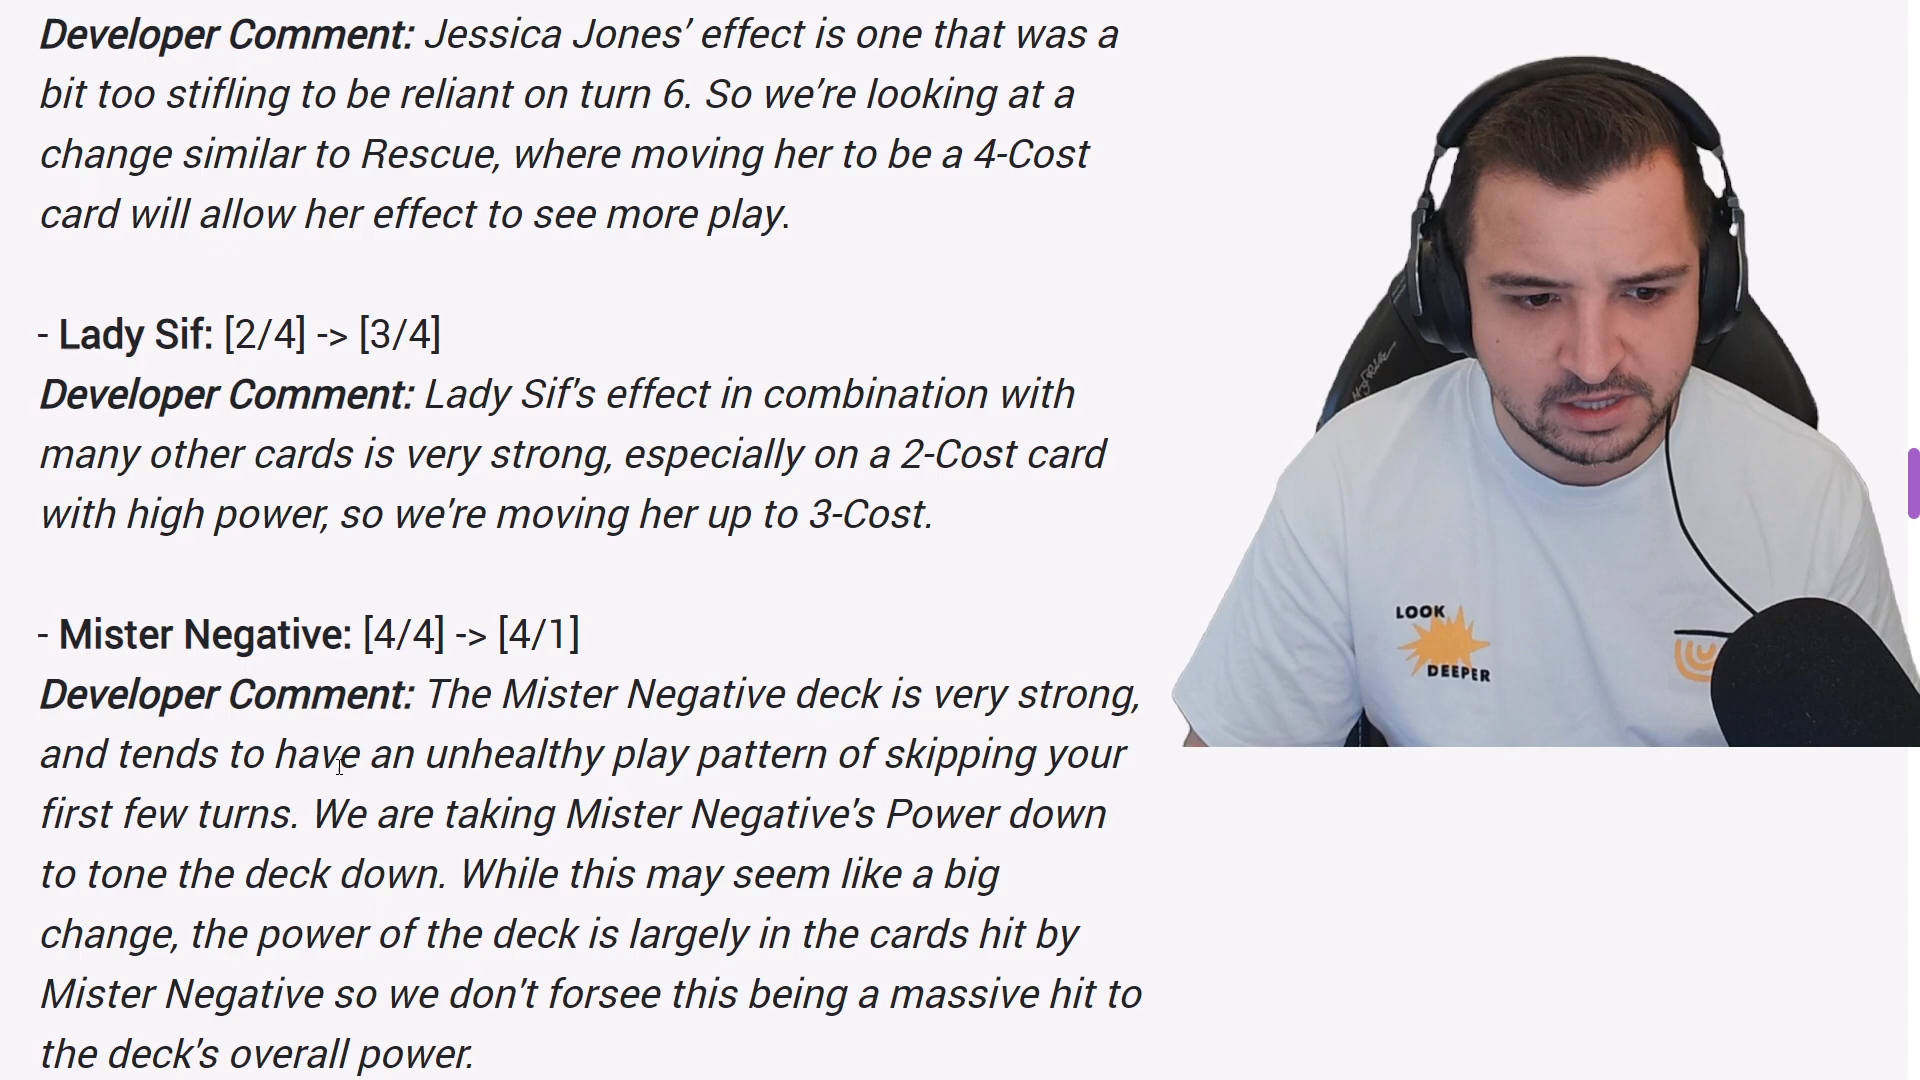 Developer Comment: Jessica Jones’ effect is one that was a
bit too stifling to be reliant on turn 6. So we’re looking at a
change similar to Rescue, where moving her to be a 4-Cost
card will allow her effect to see more play.
- Lady Sif: [2/4] -> [3/4]
Developer Comment: Lady Sif's effect in combination with
many other cards is very strong, especially on a 2-Cost card
with high power, so we're moving her up to 3-Cost.
- Mister Negative: [4/4] -> [4/1]
Developer Comment: The Mister Negative deck is very strong,
and tends to have an unhealthy play pattern of skipping your
first few turns. We are taking Mister Negative's Power down
to tone the deck down. While this may seem like a big
change, the power of the deck is largely in the cards hit by
Mister Negative so we don't forsee this being a massive hit to
the deck's overall power.
LOOK
DEEPER